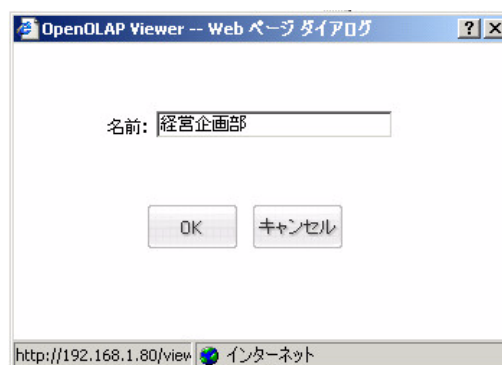 OpenOLAP Viewer -- Web ページ ダイアログ
名前: 経営企画部
OK キャンセル
http://192.168.1.80/view インターネット